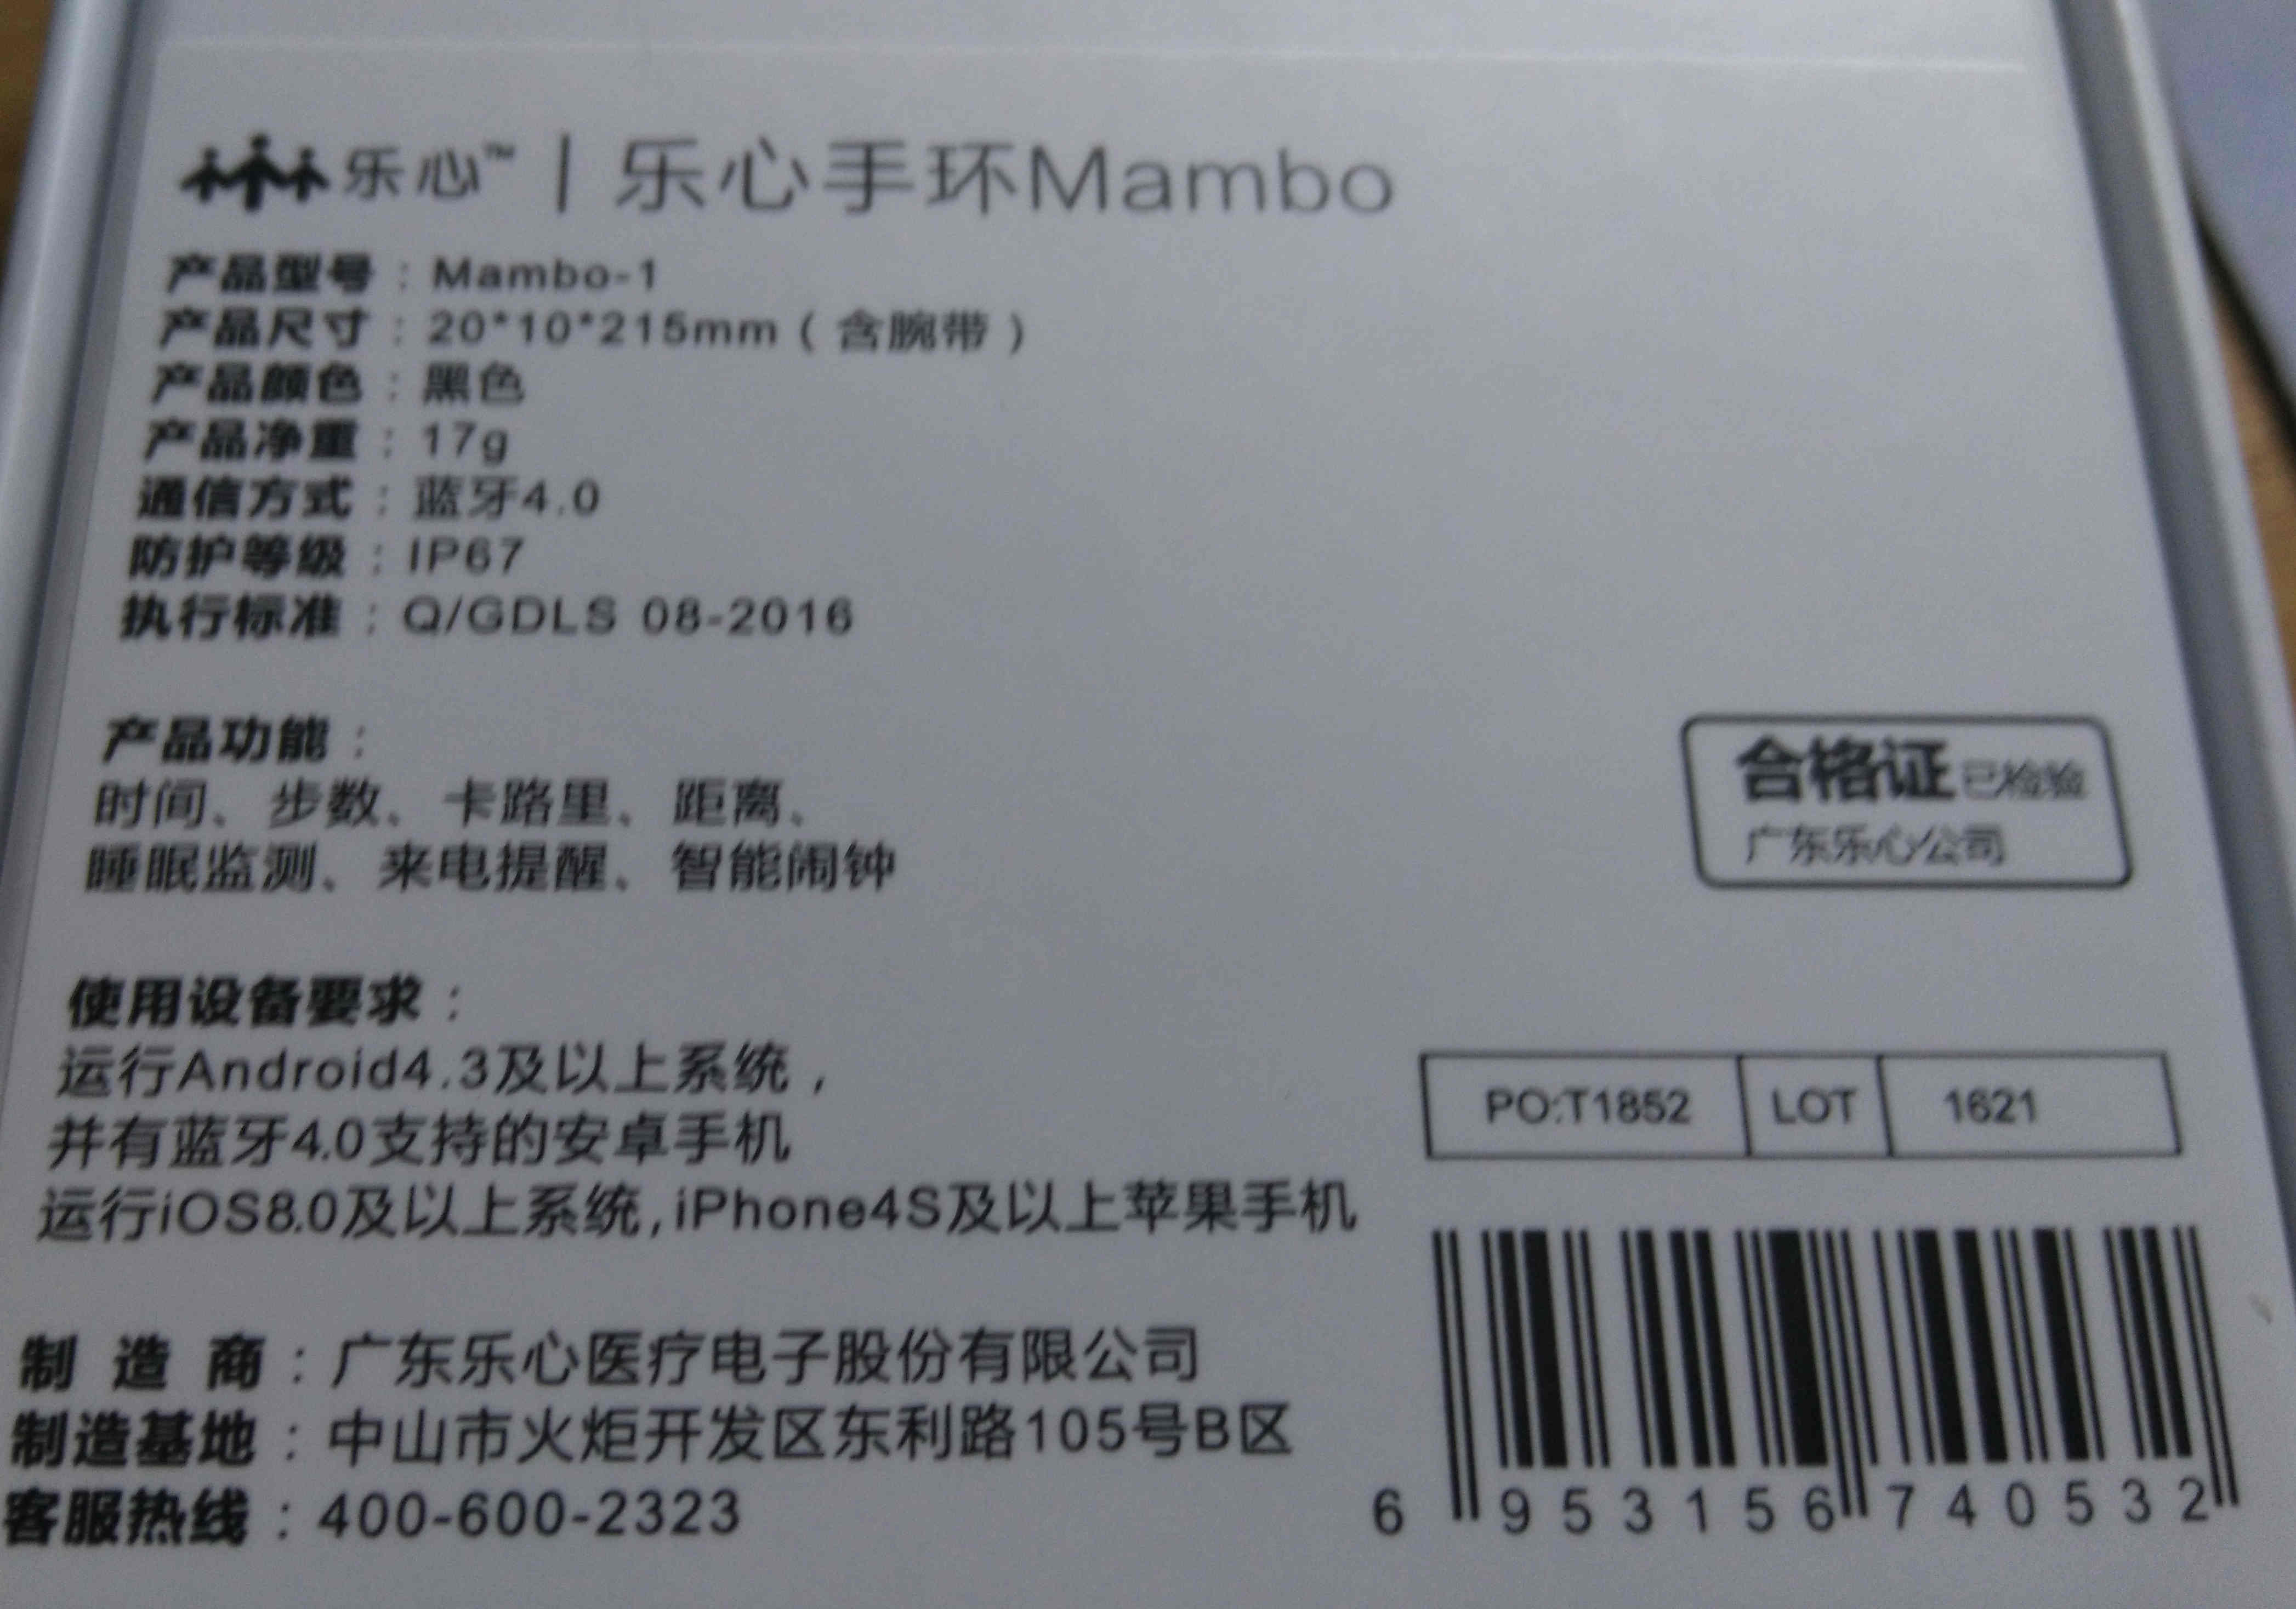 乐心™ | 乐心手环Mambo
产品型号：Mambo-1
产品尺寸：20*10*215mm（含腕带）
产品颜色：黑色
产品净重：17g
通信方式：蓝牙4.0
防护等级：IP67
执行标准：Q/GDLS 08-2016
产品功能：
时间、步数、卡路里、距离、
睡眠监测、来电提醒、智能闹钟
合格证 已检验
广东乐心公司
使用设备要求：
运行Android4.3及以上系统，
并有蓝牙4.0支持的安卓手机
运行iOS8.0及以上系统,iPhone4S及以上苹果手机
PO:T1852 LOT 1621
制 造 商：广东乐心医疗电子股份有限公司
制造基地：中山市火炬开发区东利路105号B区
客服热线：400-600-2323
6 953156 740532